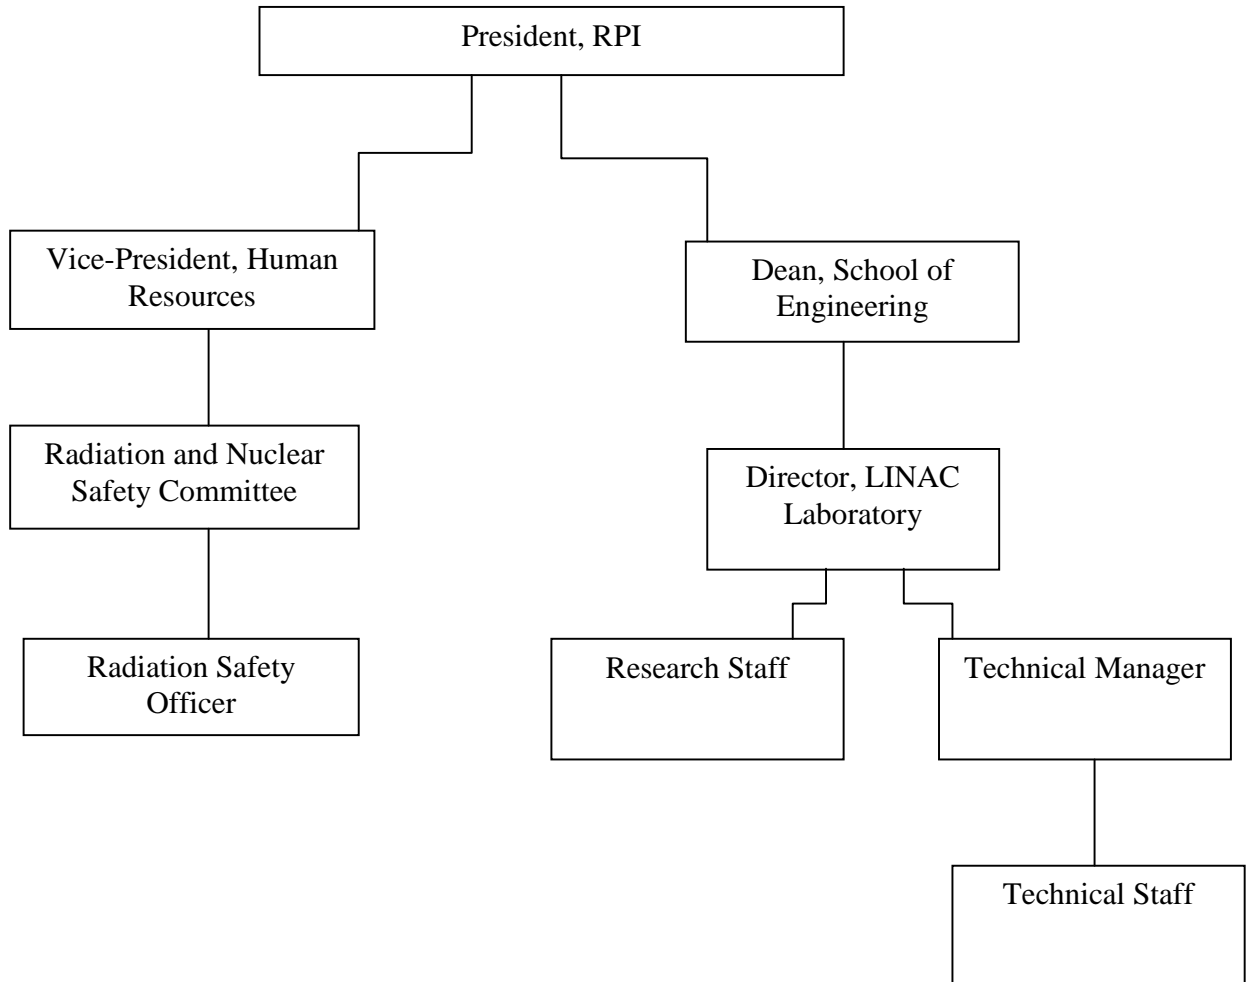 President, RPI
Vice-President, Human
Resources
Dean, School of
Engineering
Radiation and Nuclear
Safety Committee
Director, LINAC
Laboratory
Radiation Safety
Officer
Research Staff
Technical Manager
Technical Staff